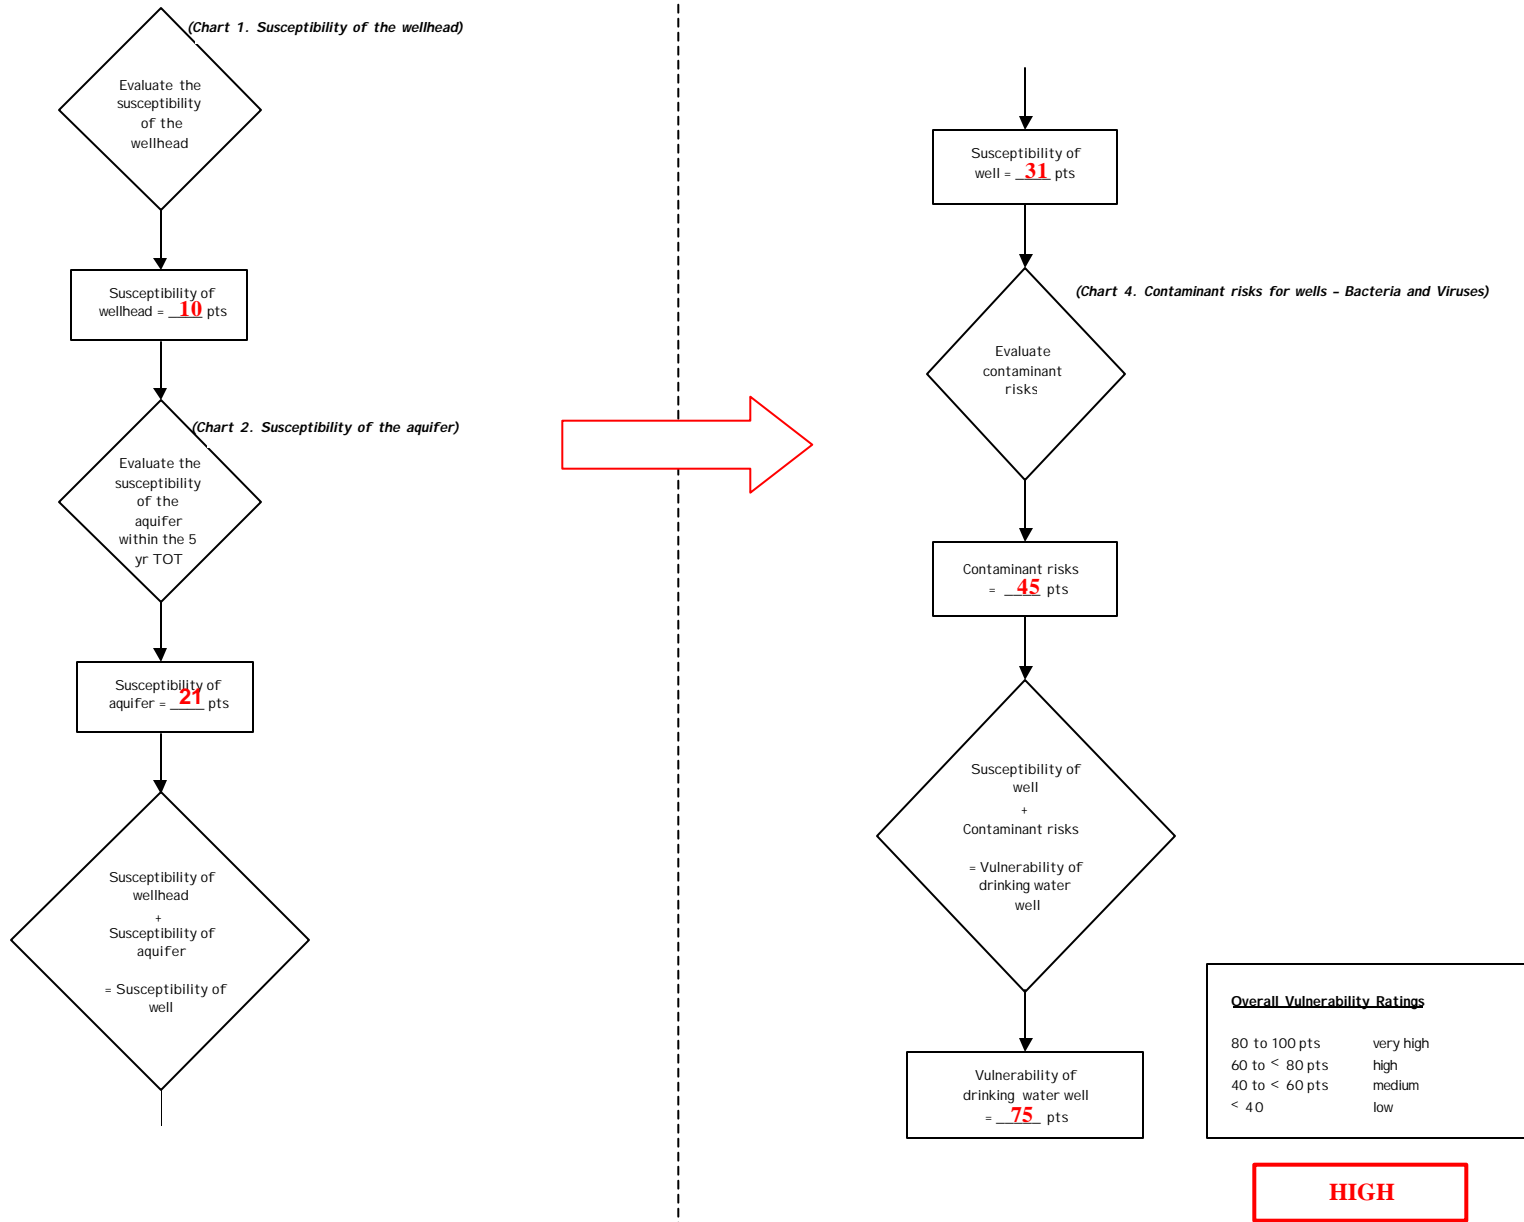 (Chart 1. Susceptibility of the wellhead)
Evaluate the
susceptibility
of the
wellhead
Susceptibility of
wellhead = 10 pts
(Chart 2. Susceptibility of the aquifer)
Evaluate the
susceptibility
of the
aquifer
within the 5
yr TOT
Susceptibility of
aquifer = 21 pts
Susceptibility of
wellhead
+
Susceptibility of
aquifer
= Susceptibility of
well
Susceptibility of
well = 31 pts
(Chart 4. Contaminant risks for wells – Bacteria and Viruses)
Evaluate
contaminant
risks
Contaminant risks
= 45 pts
Susceptibility of
well
+
Contaminant risks
= Vulnerability of
drinking water
well
Vulnerability of
drinking water well
= 75 pts
Overall Vulnerability Ratings
80 to 100 pts very high
60 to < 80 pts high
40 to < 60 pts medium
< 40 low
HIGH